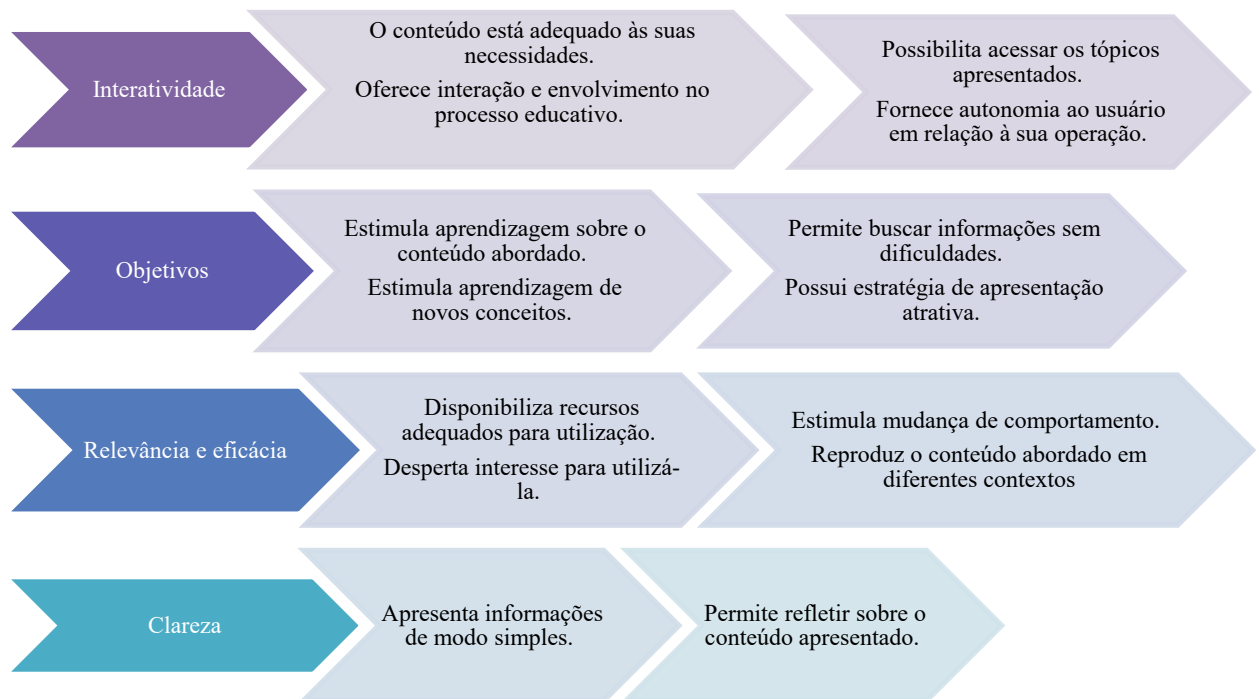 Interatividade
O conteúdo está adequado às suas
necessidades.
Oferece interação e envolvimento no
processo educativo.
Possibilita acessar os tópicos
apresentados.
Fornece autonomia ao usuário
em relação à sua operação.
Objetivos
Estimula aprendizagem sobre o
conteúdo abordado.
Estimula aprendizagem de
novos conceitos.
Permite buscar informações sem
dificuldades.
Possui estratégia de apresentação
atrativa.
Relevância e eficácia
Disponibiliza recursos
adequados para utilização.
Desperta interesse para utilizá-
la.
Estimula mudança de comportamento.
Reproduz o conteúdo abordado em
diferentes contextos
Clareza
Apresenta informações
de modo simples.
Permite refletir sobre o
conteúdo apresentado.